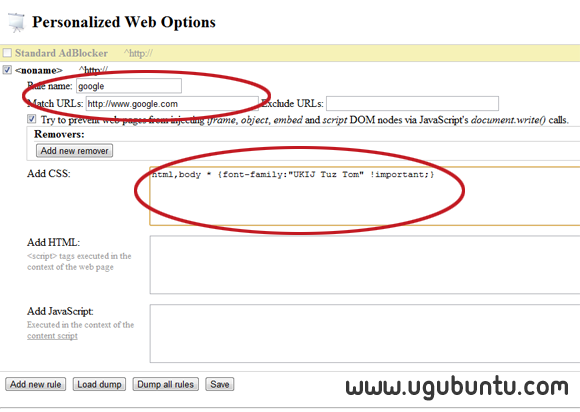 Personalized Web Options
Standard AdBlocker ^http://
<noname> ^http://
Rule name: google
Match URLs: http://www.google.com Exclude URLs:
Try to prevent web pages from injecting iframe, object, embed and script DOM nodes via JavaScript's document.write() calls.
Removers:
Add new remover
Add CSS: html,body * {font-family:"UKIJ Tuz Tom" !important;}
Add HTML:
<script> tags executed in the
context of the web page
Add JavaScript:
Executed in the context of the
content script
Add new rule Load dump Dump all rules Save
www.ugubuntu.com